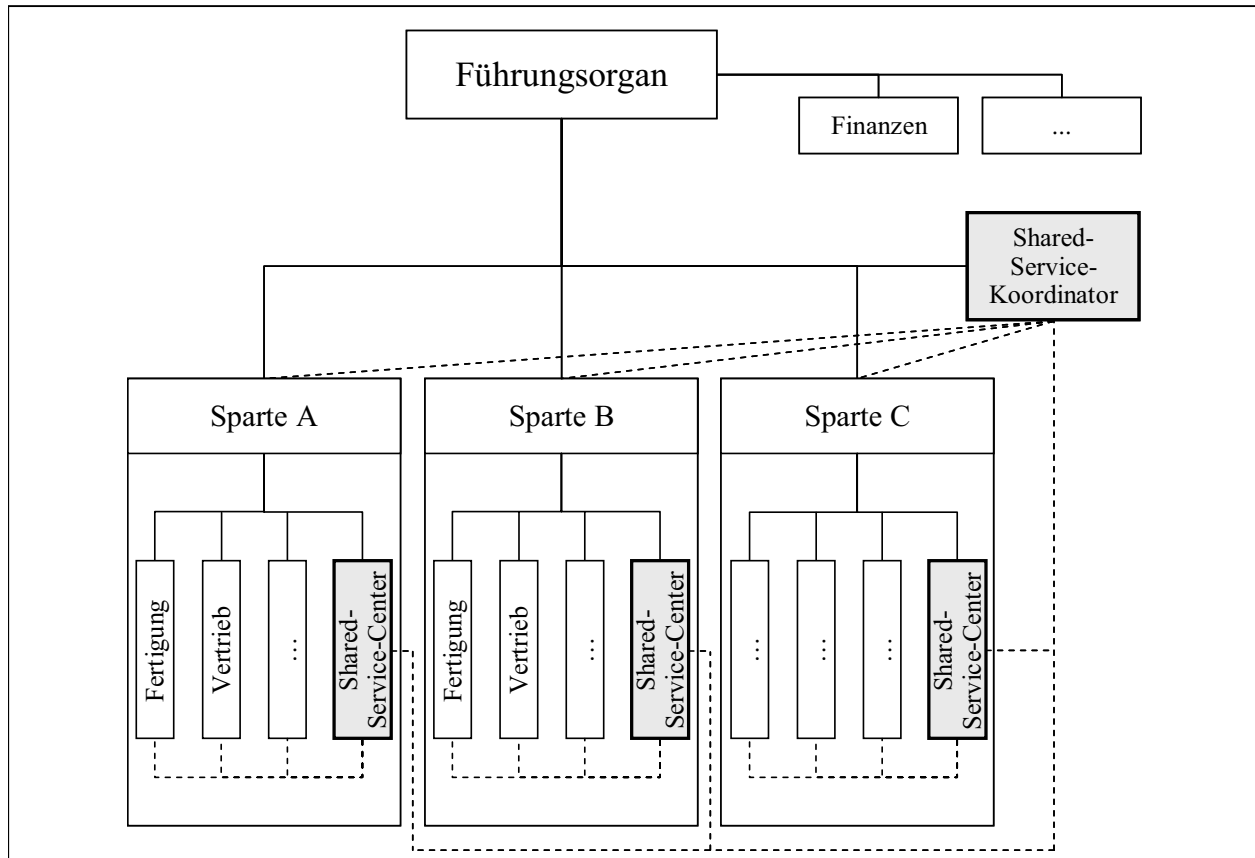 Führungsorgan
Finanzen
...
Shared-
Service-
Koordinator
Sparte A
Sparte B
Sparte C
Fertigung
Vertrieb
...
Shared-
Service-Center
Fertigung
Vertrieb
...
Shared-
Service-Center
...
...
...
Shared-
Service-Center